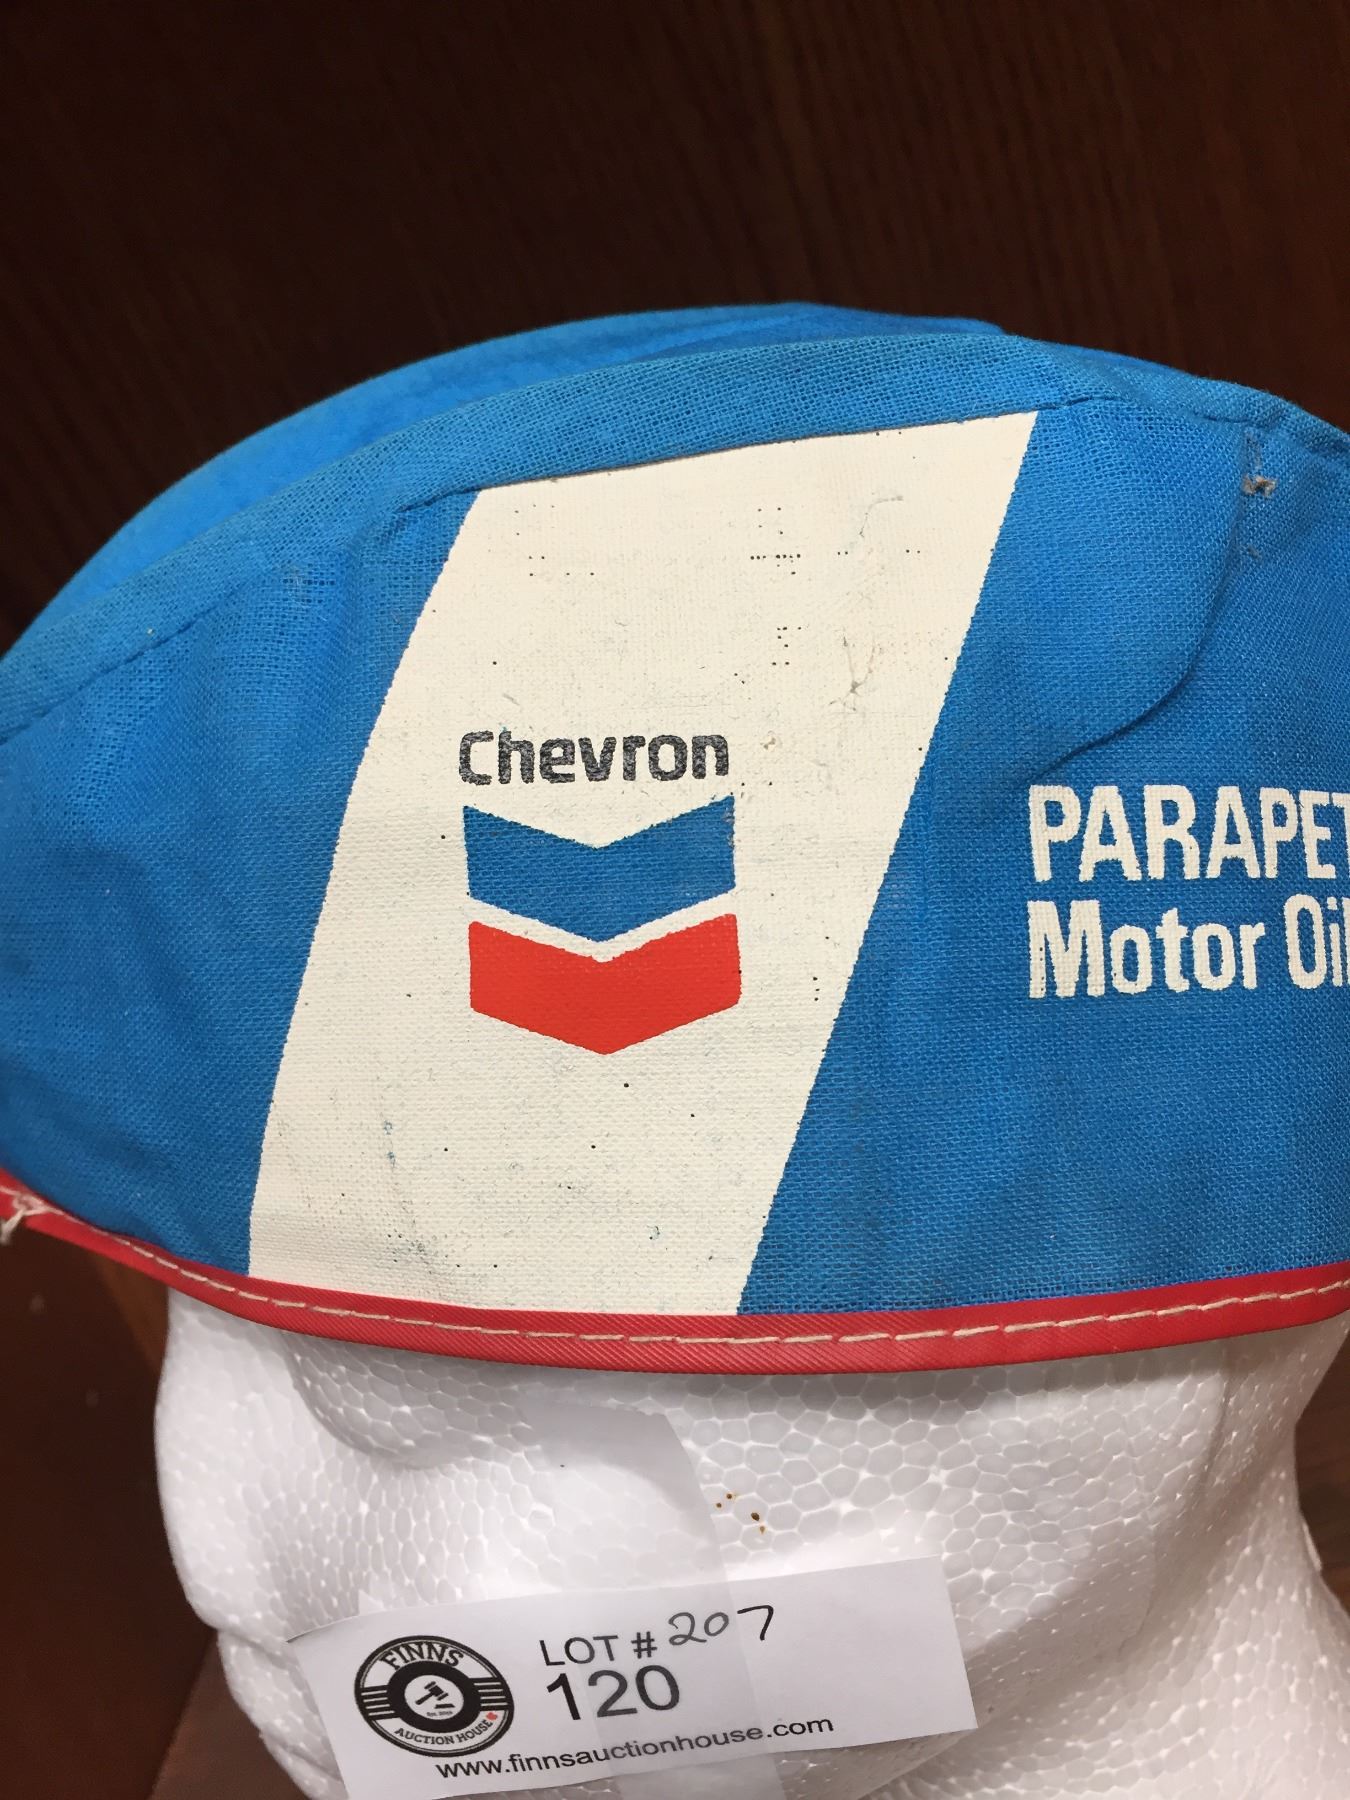 Chevron
PARAPET
Motor Oil
FINNS
AUCTION HOUSE
LOT # 207
120
www.finnsauctionhouse.com